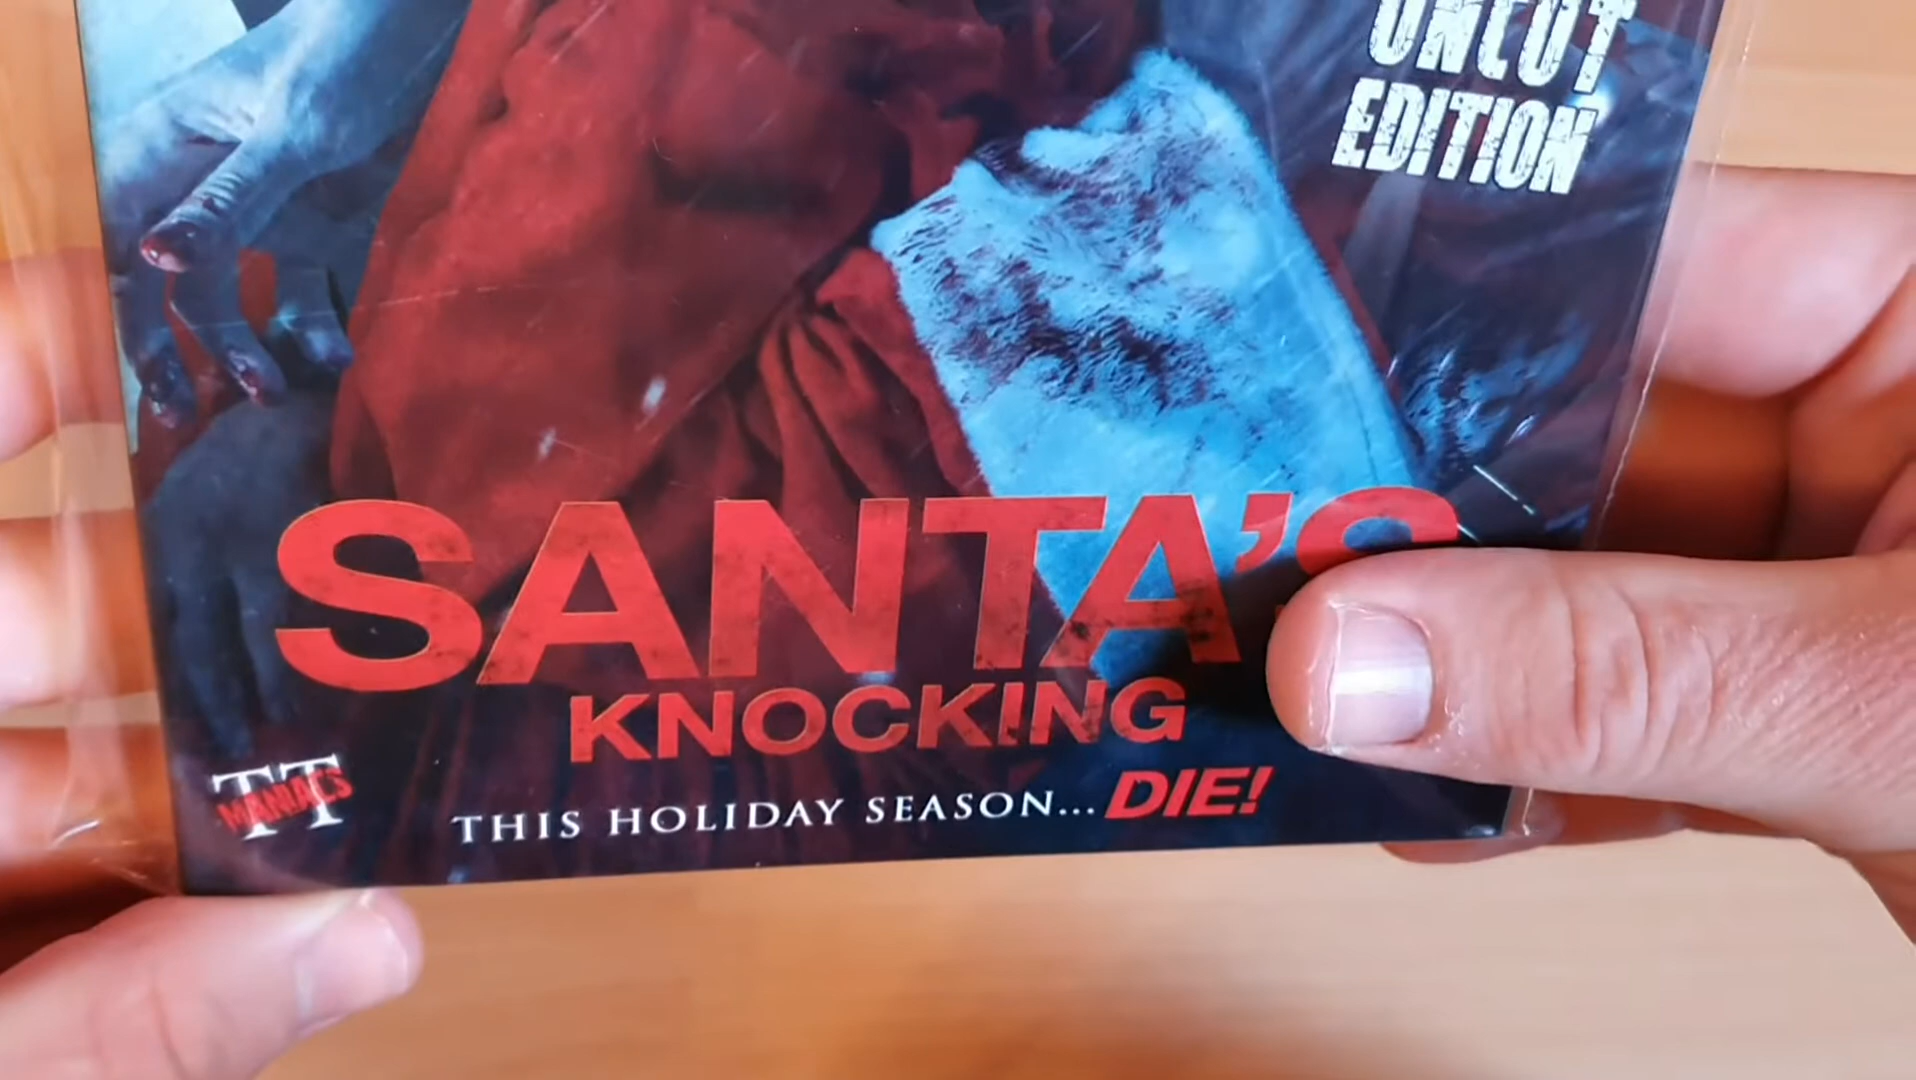 UNCUT
EDITION
SANTA'S
KNOCKING
TT
MANIACS
THIS HOLIDAY SEASON... DIE!